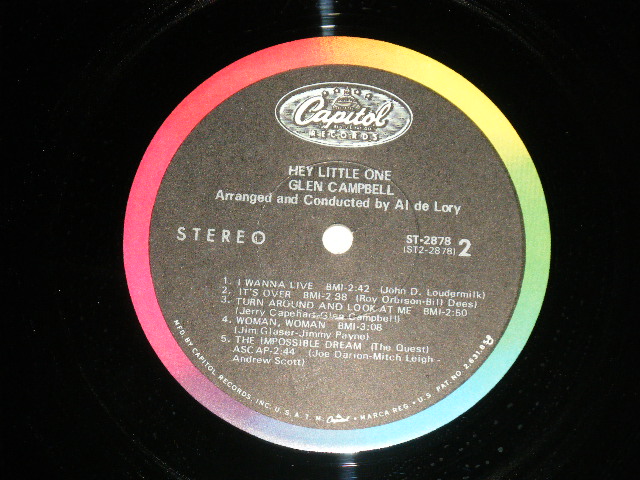 Capitol
RECORDS
HEY LITTLE ONE
GLEN CAMPBELL
Arranged and Conducted by Al de Lory
STEREO
ST-2878
(ST2-2878)
2
1. I WANNA LIVE BMI-2:42 (John D. Loudermilk)
2. IT'S OVER BMI-2:38 (Roy Orbison-Bill Dees)
3. TURN AROUND AND LOOK AT ME BMI-2:50
(Jerry Capehart-Glen Campbell)
4. WOMAN, WOMAN BMI-3:08
(Jim Glaser-Jimmy Payne)
5. THE IMPOSSIBLE DREAM (The Quest)
ASCAP-2:44 (Joe Darion-Mitch Leigh-
Andrew Scott)
MFD. BY CAPITOL RECORDS, INC. U.S.A. T.M. Capitol MARCA REG. • U.S. PAT. NO. 2,631,8